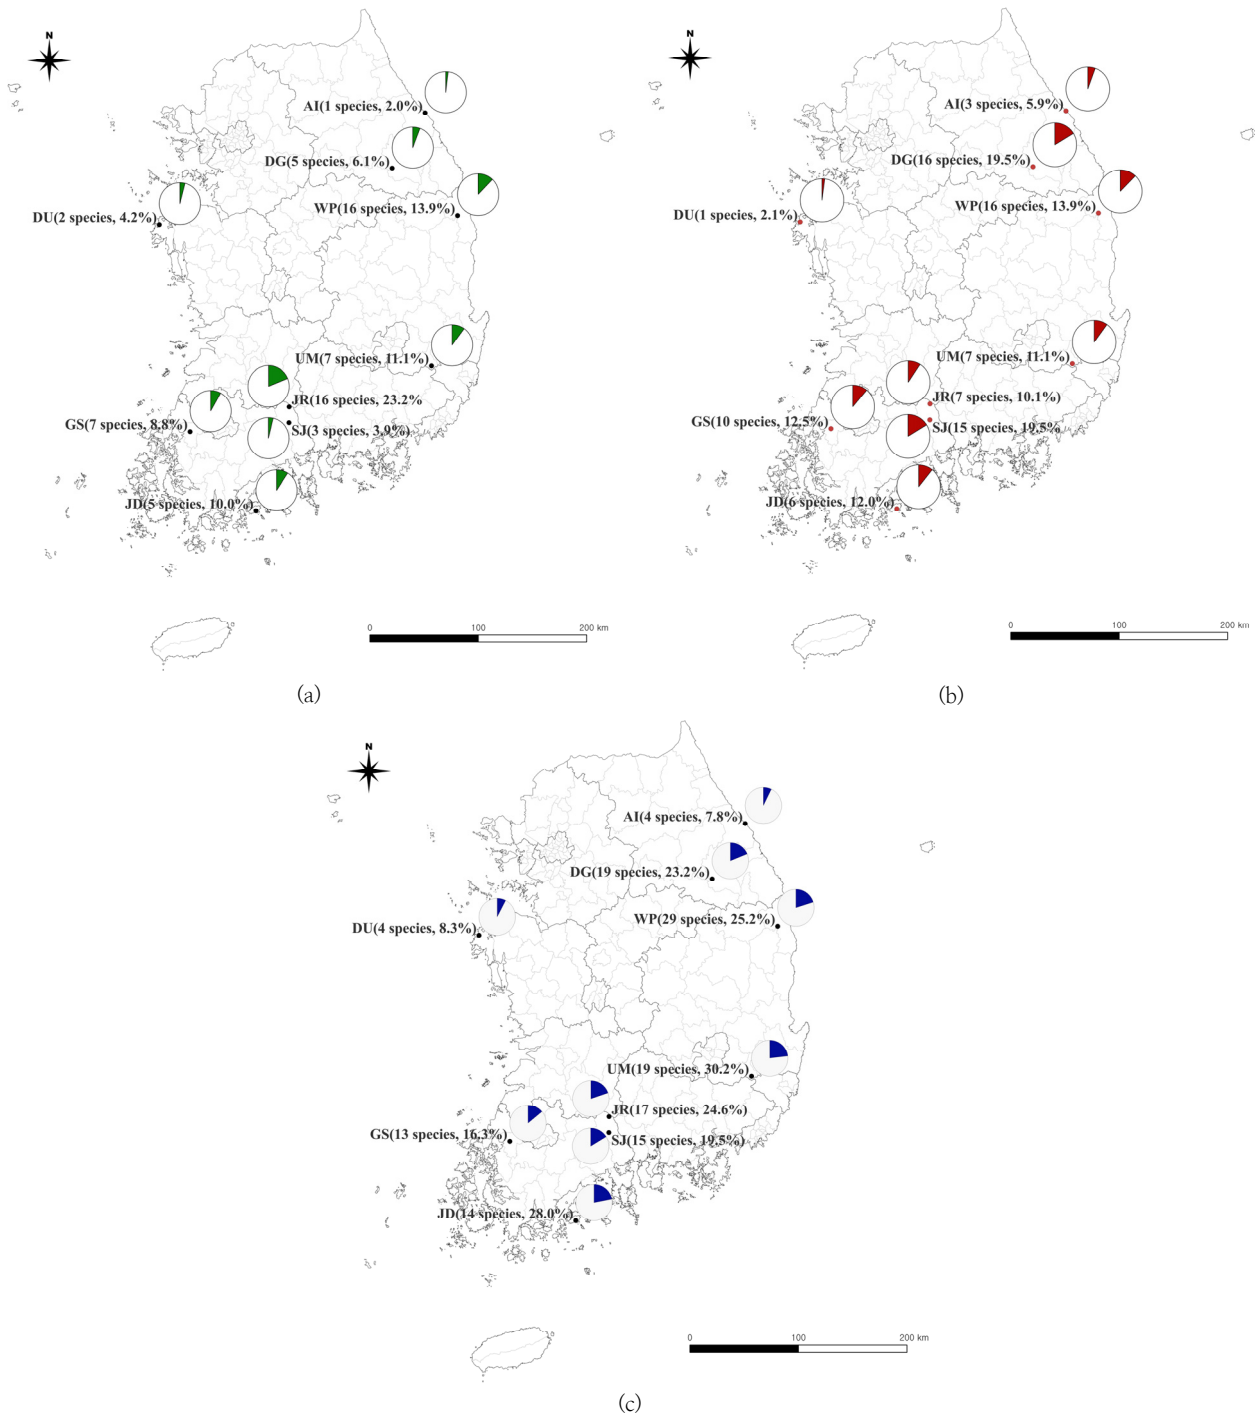 N
AI(1 species, 2.0%)
DG(5 species, 6.1%)
WP(16 species, 13.9%)
DU(2 species, 4.2%)
UM(7 species, 11.1%)
JR(16 species, 23.2%
GS(7 species, 8.8%)
SJ(3 species, 3.9%)
JD(5 species, 10.0%)
0 100 200 km
(a)
N
AI(3 species, 5.9%)
DG(16 species, 19.5%)
WP(16 species, 13.9%)
DU(1 species, 2.1%)
UM(7 species, 11.1%)
JR(7 species, 10.1%)
GS(10 species, 12.5%)
SJ(15 species, 19.5%
JD(6 species, 12.0%)
0 100 200 km
(b)
N
AI(4 species, 7.8%)
DG(19 species, 23.2%)
WP(29 species, 25.2%)
DU(4 species, 8.3%)
UM(19 species, 30.2%)
JR(17 species, 24.6%)
GS(13 species, 16.3%)
SJ(15 species, 19.5%)
JD(14 species, 28.0%)
0 100 200 km
(c)